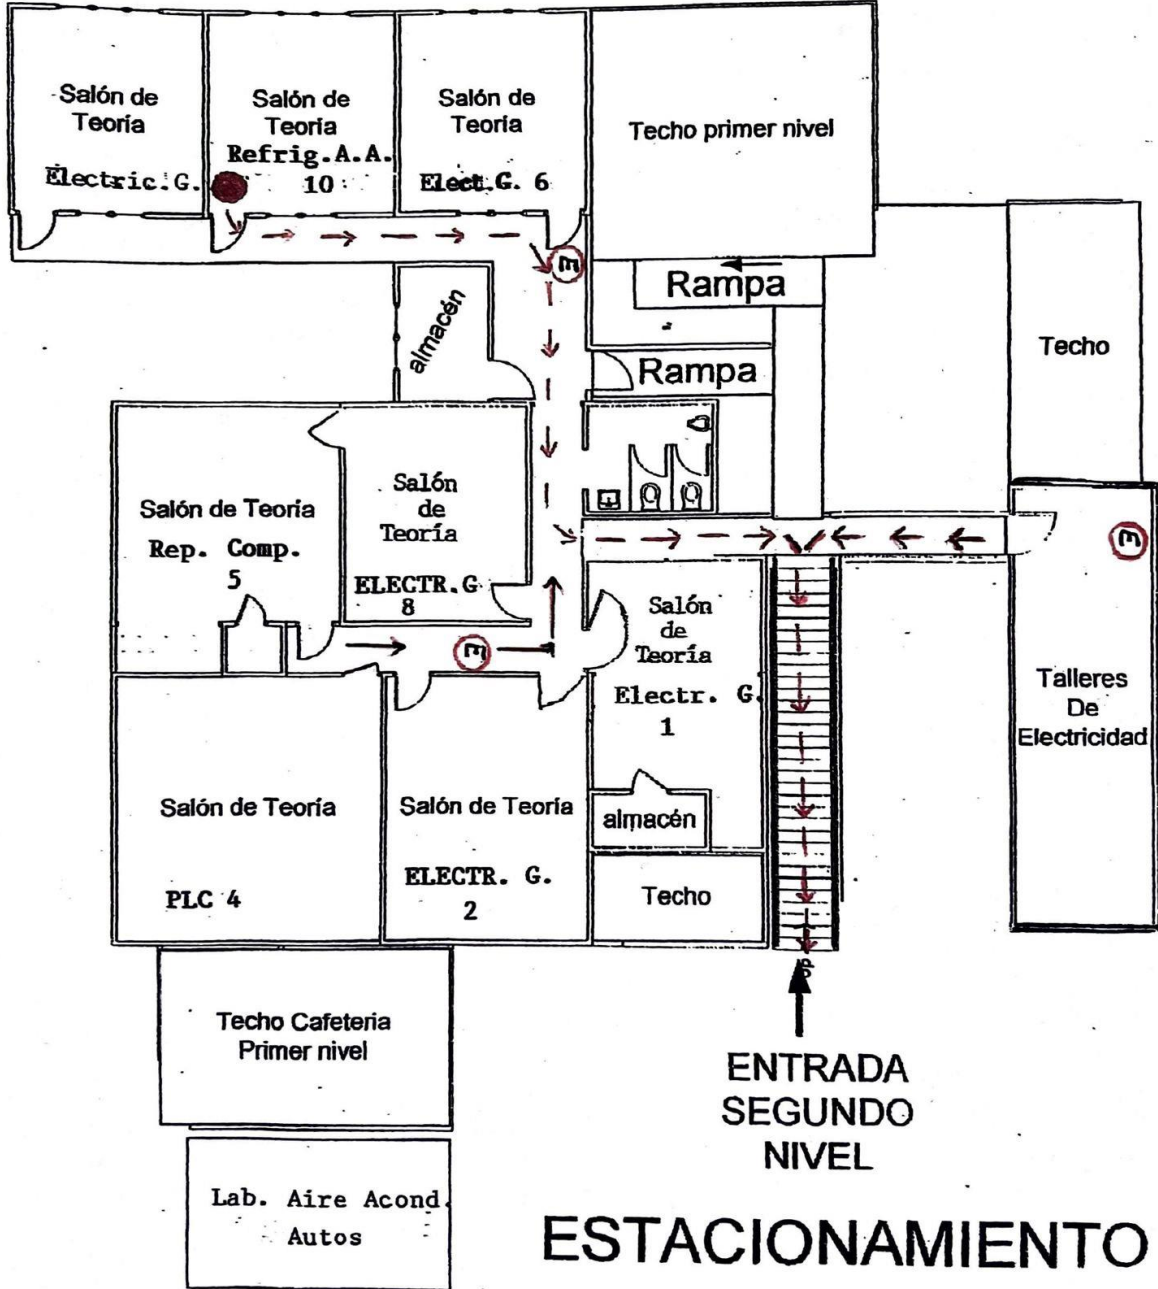 Salón de
Teoría
Electric.G.
Salón de
Teoría
Refrig.A.A.
10
Salón de
Teoría
Elect.G. 6
Techo primer nivel
E
Rampa
almacén
Rampa
Techo
Salón de Teoría
Rep. Comp.
5
Salón
de
Teoría
ELECTR.G
8
E
E
Salón
de
Teoría
Electr. G.
1
Talleres
De
Electricidad
Salón de Teoría
PLC 4
Salón de Teoría
ELECTR. G.
2
almacén
Techo
Techo Cafeteria
Primer nivel
ENTRADA
SEGUNDO
NIVEL
Lab. Aire Acond.
Autos
ESTACIONAMIENTO